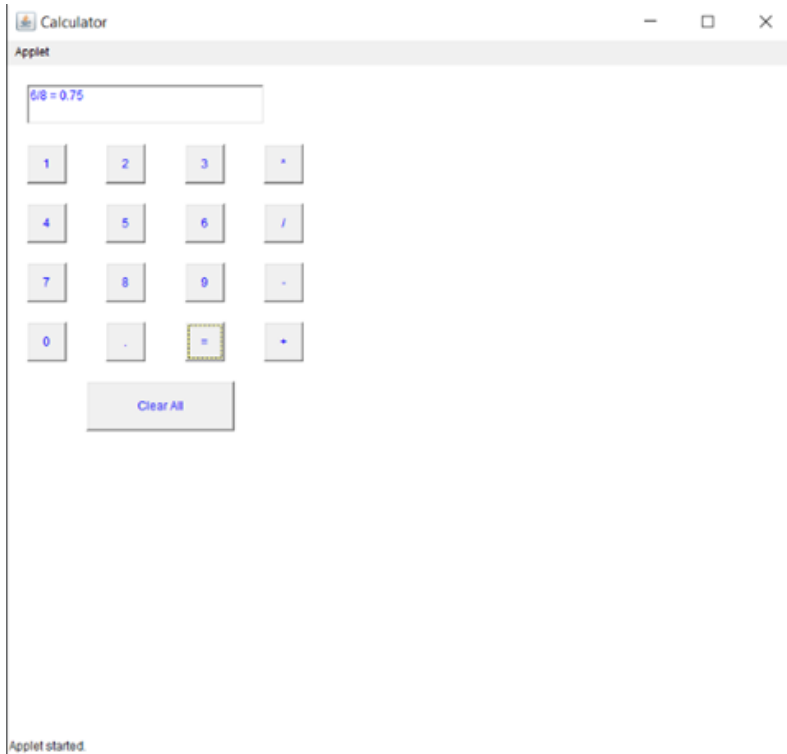 Calculator
Applet
6/8 = 0.75
1 2 3 *
4 5 6 /
7 8 9 -
0 . = +
Clear All
Applet started.